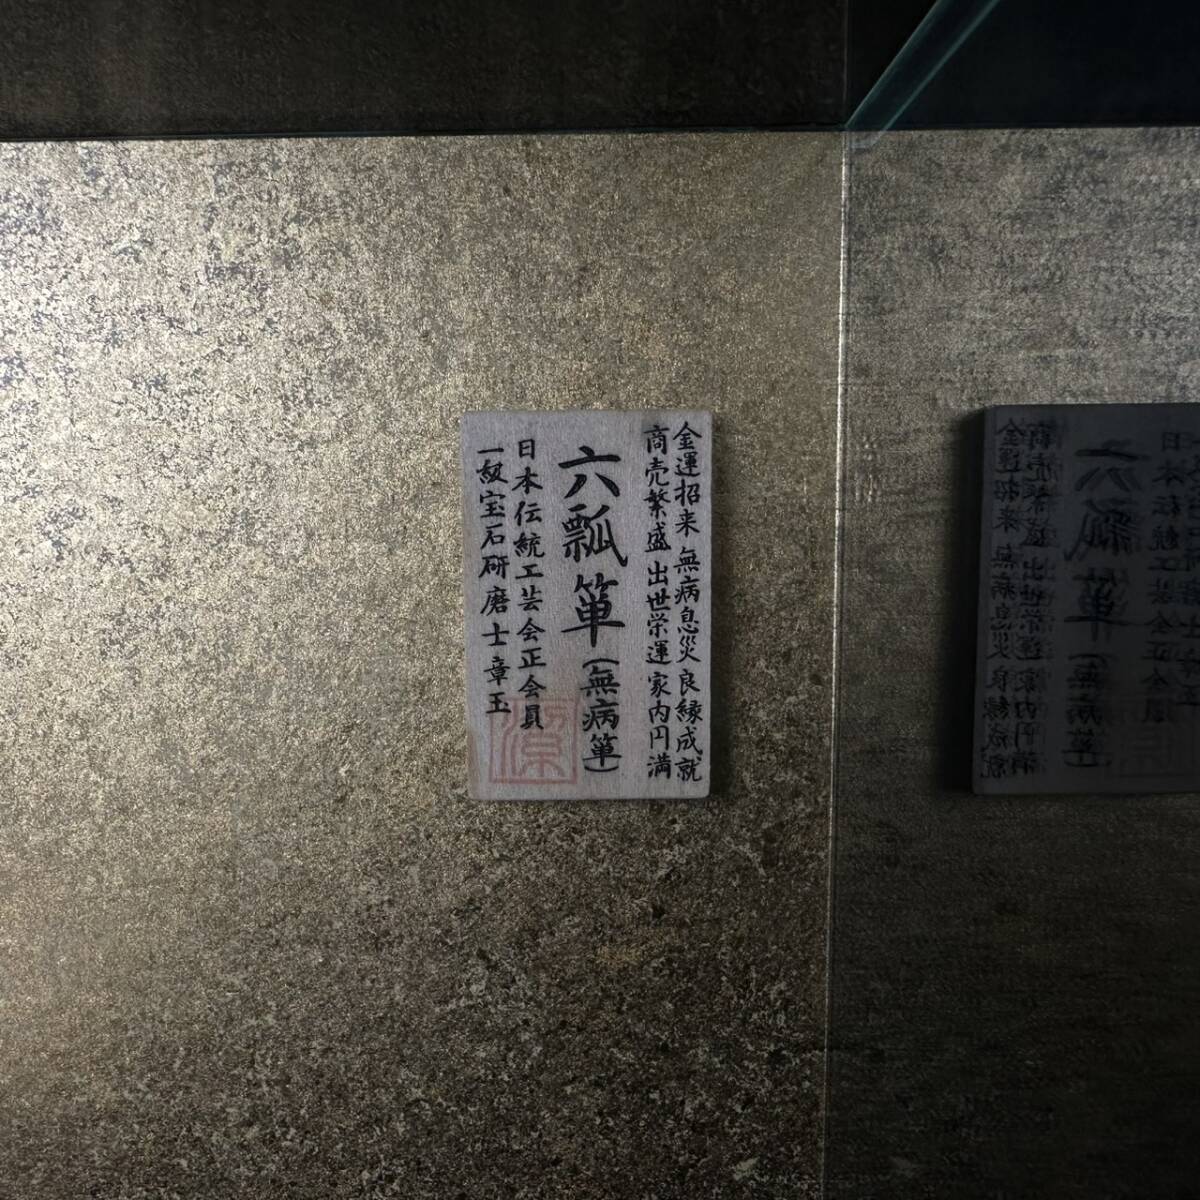 金運招来 無病息災 良縁成就
商売繁盛 出世栄運 家内円満
六瓢箪(無病箪)
日本伝統工芸会正会員
一級宝石研磨士章玉